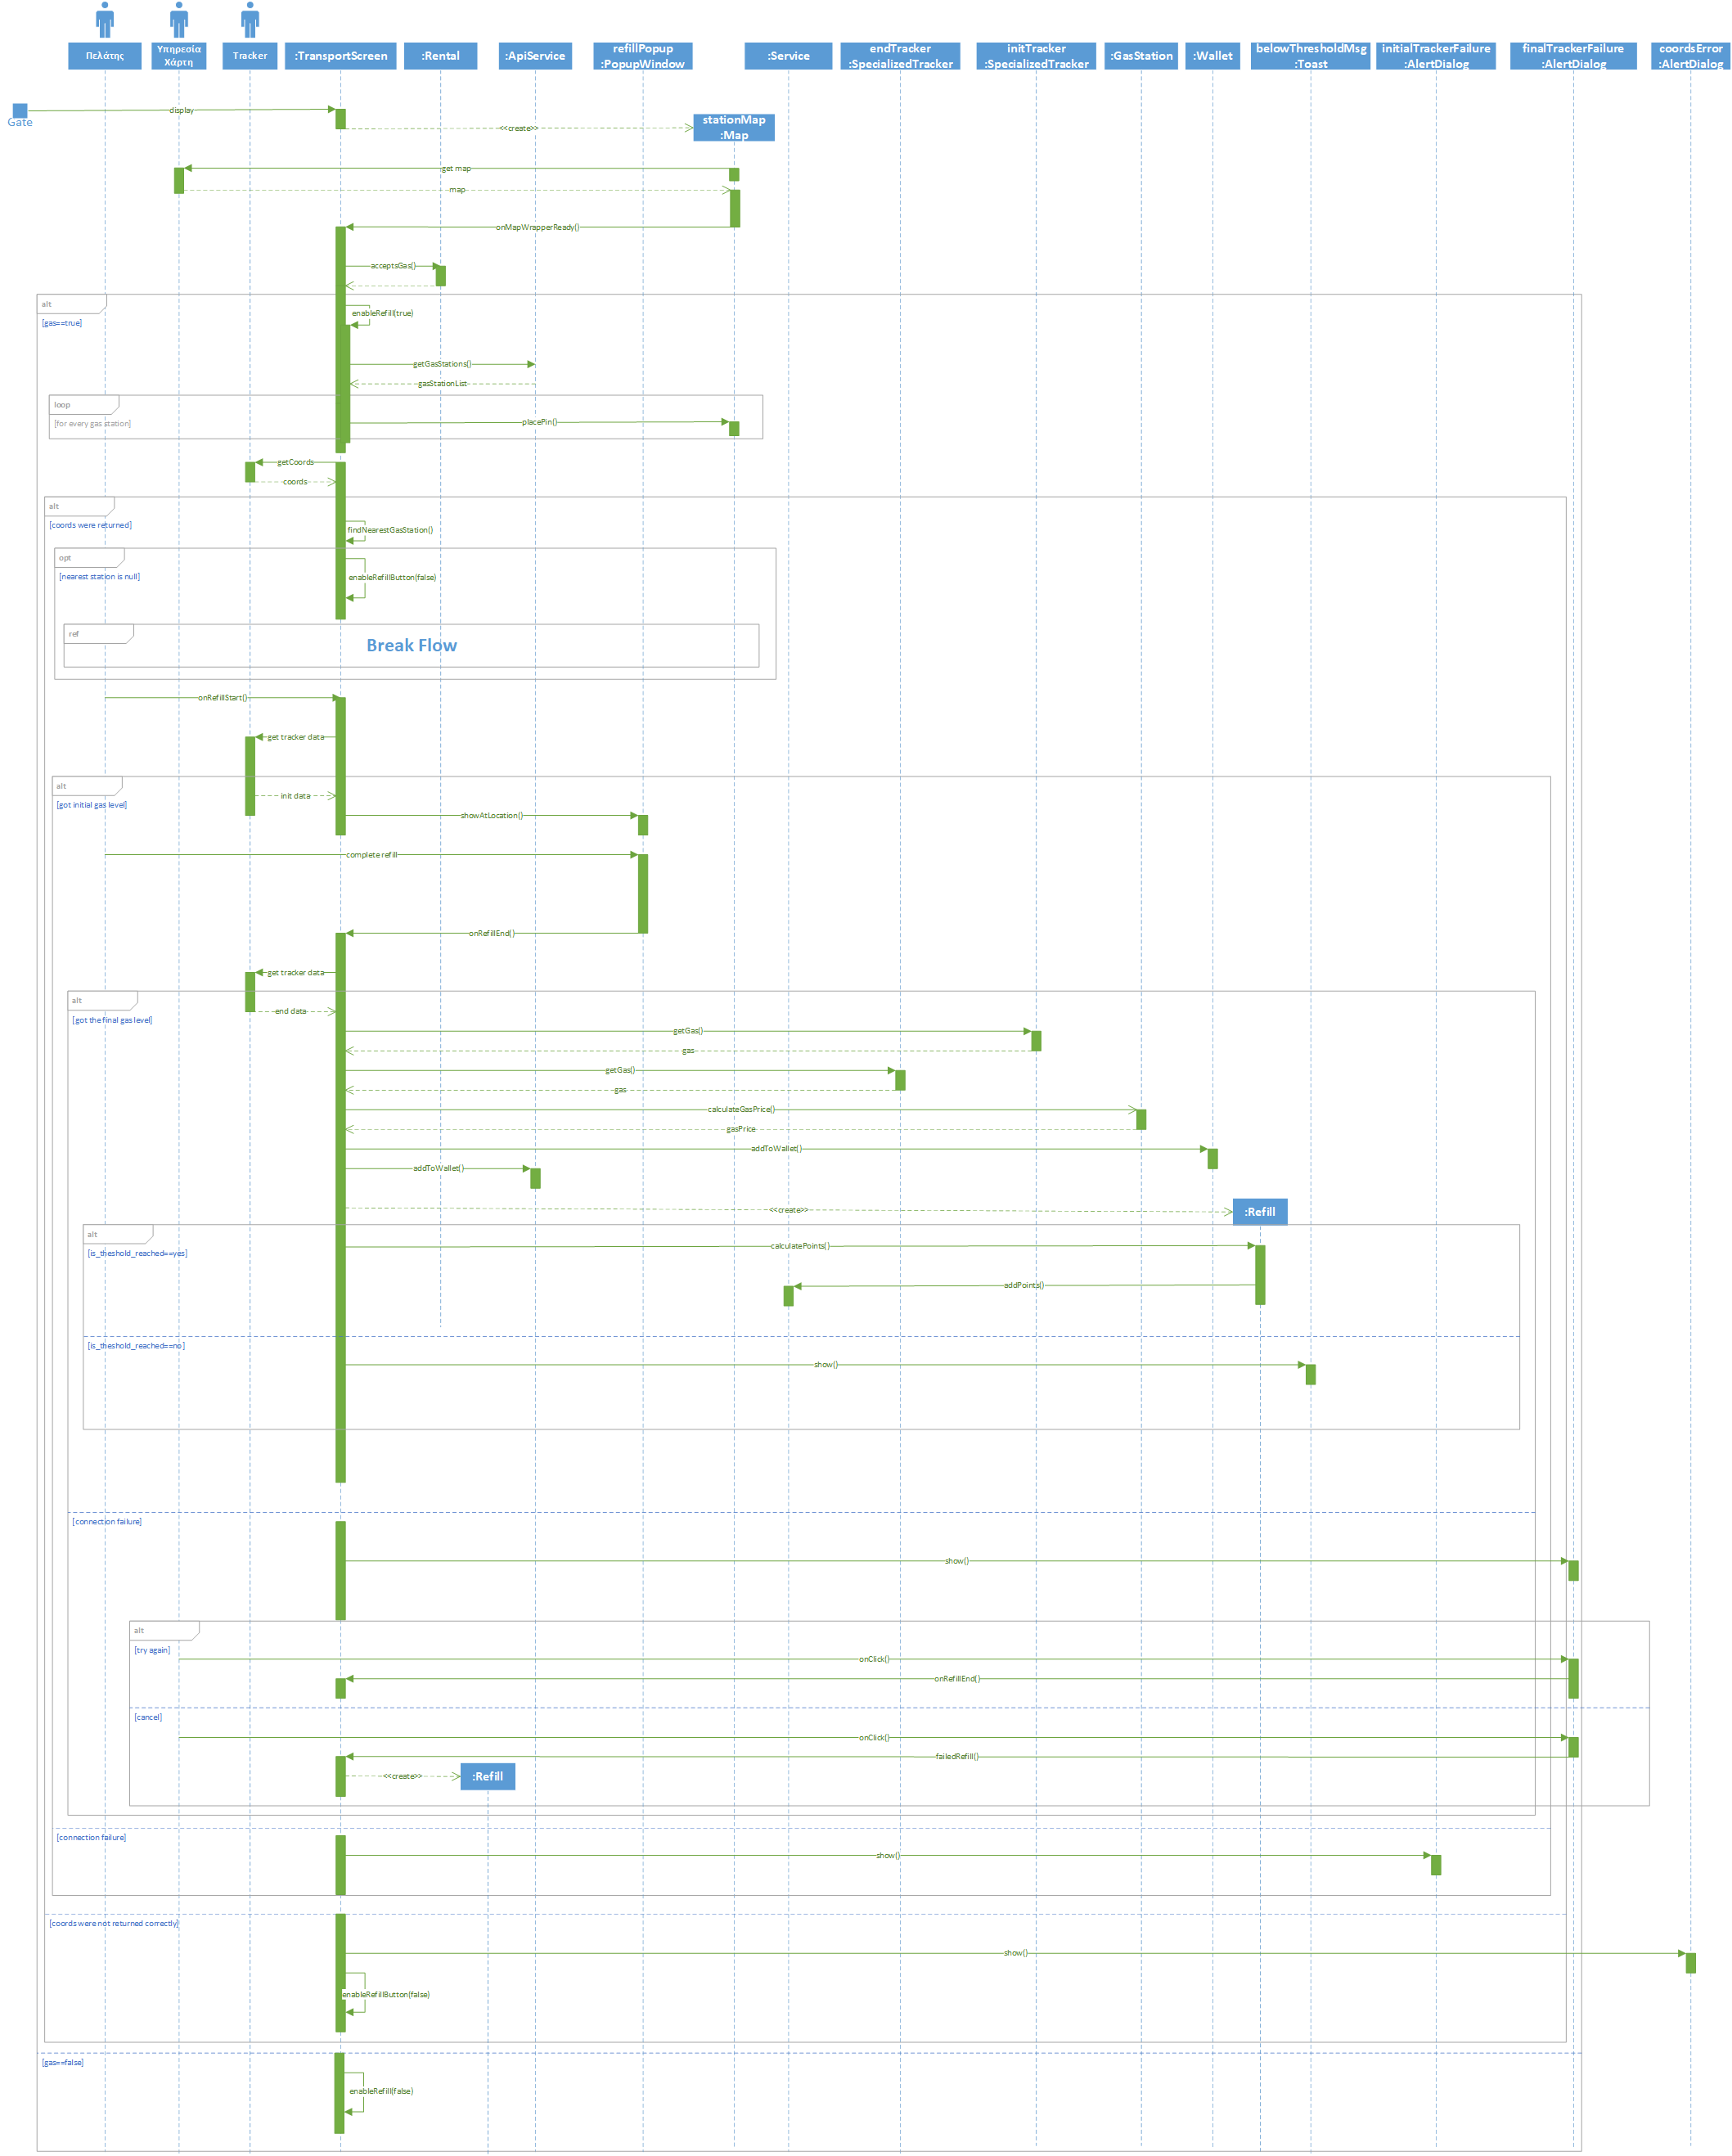 Πελάτης
Υπηρεσία
Χάρτη
Tracker
:TransportScreen
:Rental
:ApiService
refillPopup
:PopupWindow
:Service
endTracker
:SpecializedTracker
initTracker
:SpecializedTracker
:GasStation
:Wallet
belowThresholdMsg
:Toast
initialTrackerFailure
:AlertDialog
finalTrackerFailure
:AlertDialog
coordsError
:AlertDialog
Gate
display
<<create>>
stationMap
:Map
get map
map
onMapWrapperReady()
acceptsGas()
alt
[gas==true]
enableRefill(true)
getGasStations()
gasStationList
loop
[for every gas station]
placePin()
getCoords
coords
alt
[coords were returned]
findNearestGasStation()
opt
[nearest station is null]
enableRefillButton(false)
ref
Break Flow
onRefillStart()
get tracker data
alt
[got initial gas level]
init data
showAtLocation()
complete refill
onRefillEnd()
get tracker data
alt
[got the final gas level]
end data
getGas()
gas
getGas()
gas
calculateGasPrice()
gasPrice
addToWallet()
addToWallet()
<<create>>
:Refill
alt
[is_theshold_reached==yes]
calculatePoints()
addPoints()
[is_theshold_reached==no]
show()
[connection failure]
show()
alt
[try again]
onClick()
onRefillEnd()
[cancel]
onClick()
failedRefill()
<<create>>
:Refill
[connection failure]
show()
[coords were not returned correctly]
show()
enableRefillButton(false)
[gas==false]
enableRefill(false)